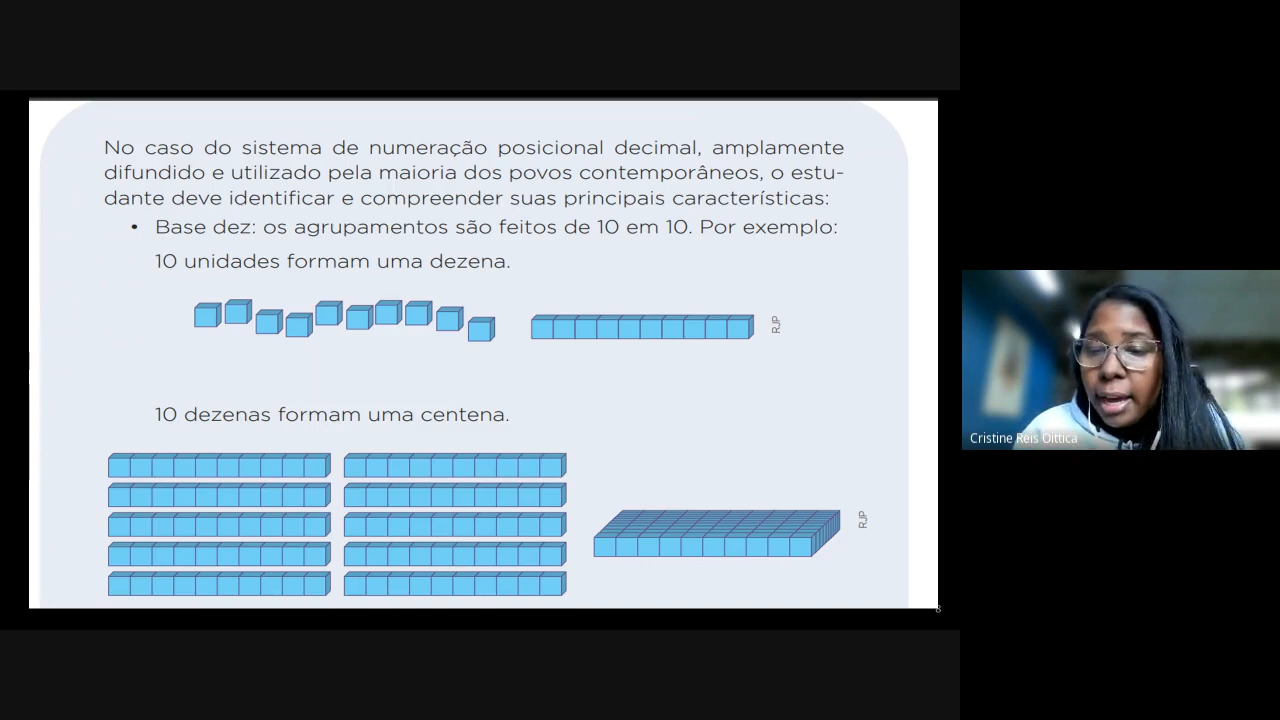 No caso do sistema de numeração posicional decimal, amplamente
difundido e utilizado pela maioria dos povos contemporâneos, o estu-
dante deve identificar e compreender suas principais características:
• Base dez: os agrupamentos são feitos de 10 em 10. Por exemplo:
10 unidades formam uma dezena.
RJP
10 dezenas formam uma centena.
RJP
8
Cristine Reis Oittica